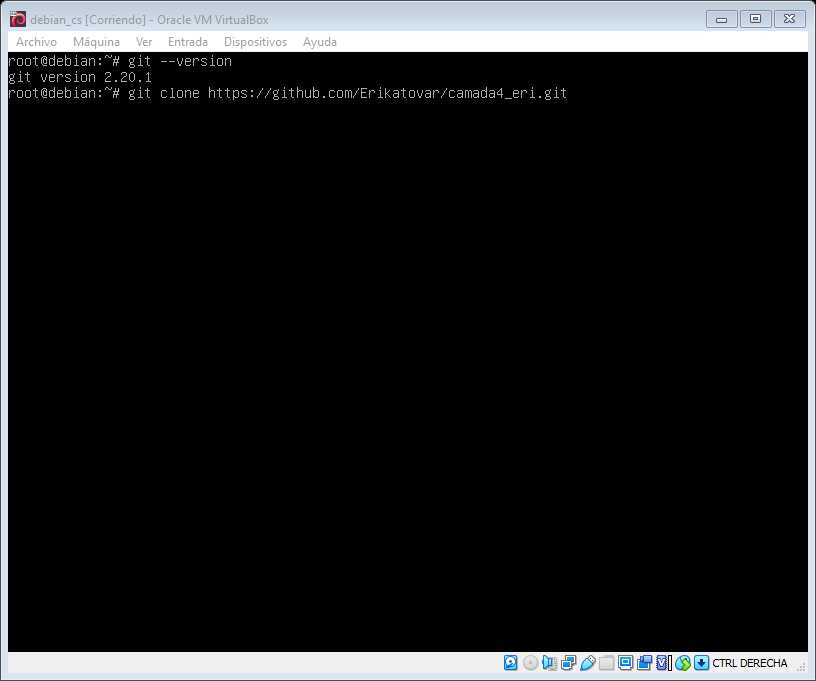 debian_cs [Corriendo] - Oracle VM VirtualBox
Archivo Máquina Ver Entrada Dispositivos Ayuda
root@debian:~# git --version
git version 2.20.1
root@debian:~# git clone https://github.com/Erikatovar/camada4_eri.git
CTRL DERECHA